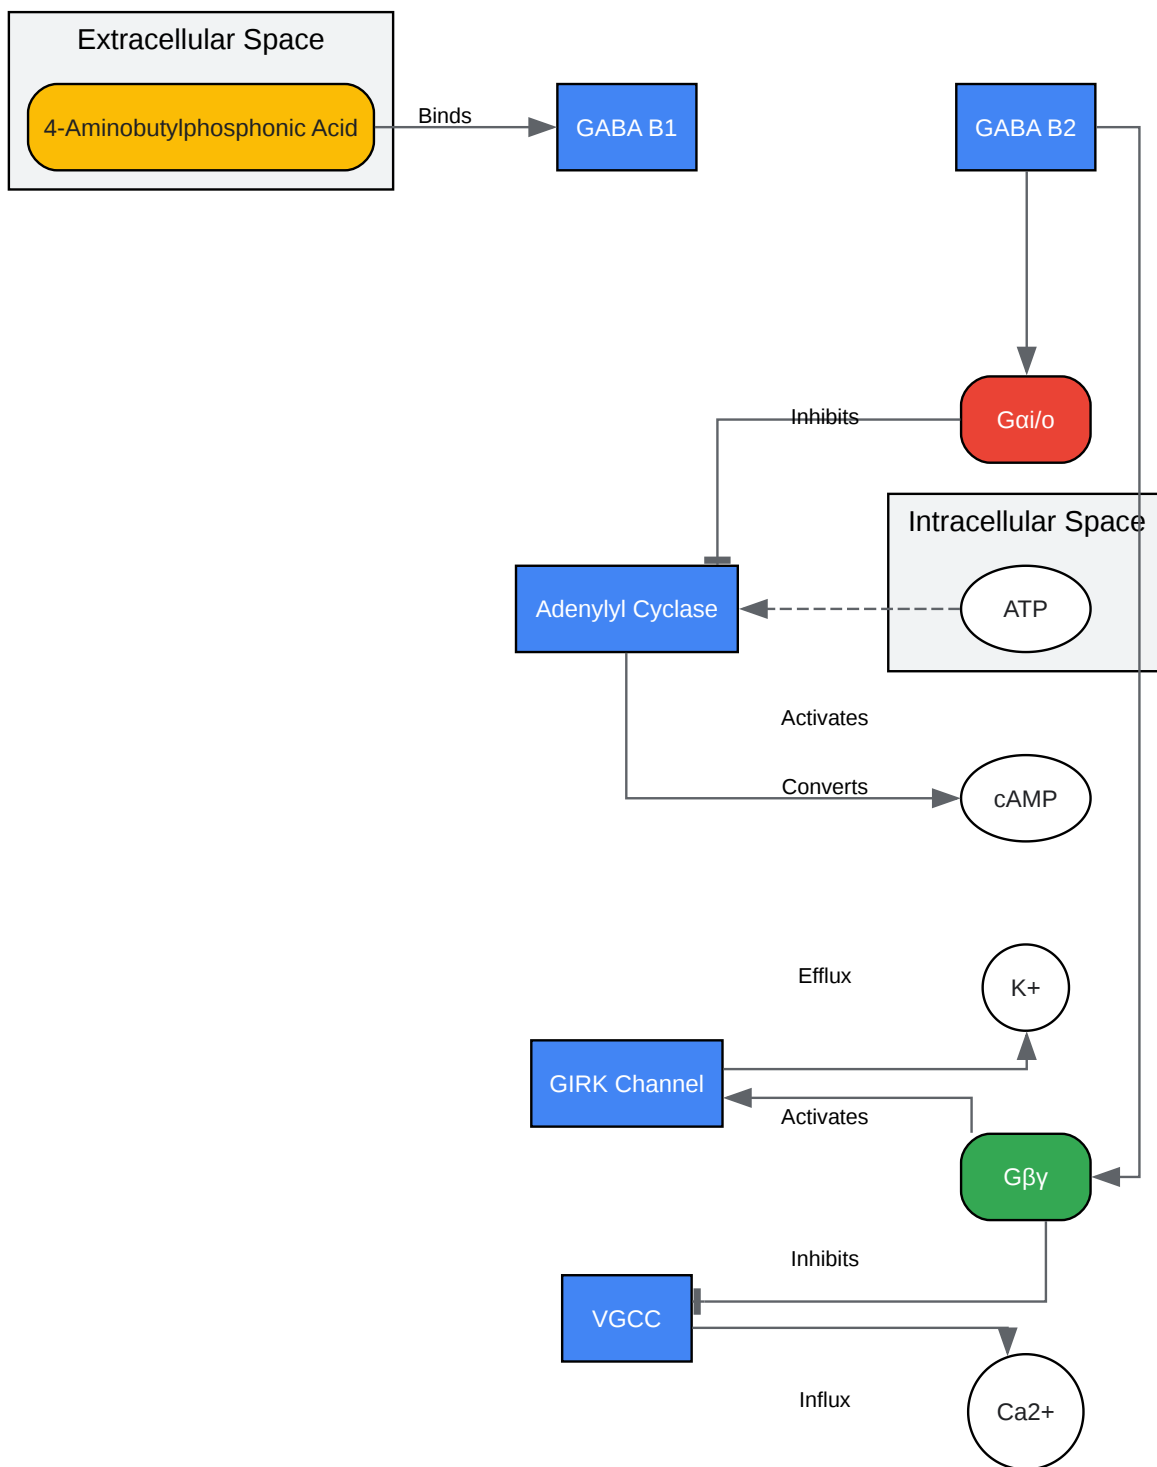 Extracellular Space
4-Aminobutylphosphonic Acid
Binds
GABA B1
GABA B2
Inhibits
Gαi/o
Intracellular Space
Adenylyl Cyclase
ATP
Activates
Converts
cAMP
Efflux
K+
GIRK Channel
Activates
Gβγ
Inhibits
VGCC
Influx
Ca2+